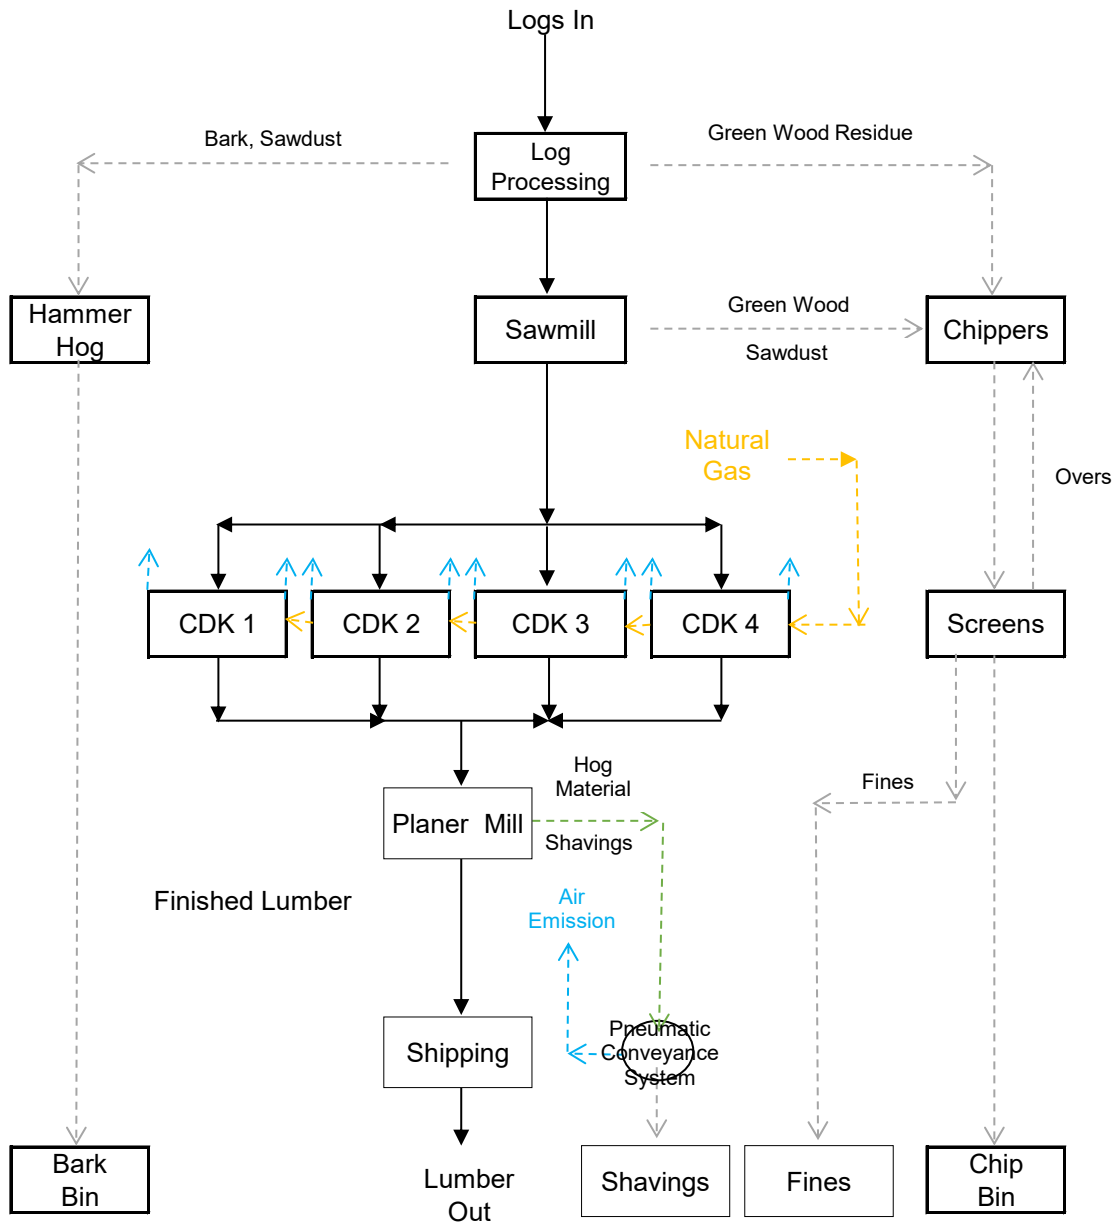 Logs In
Bark, Sawdust
Log
Processing
Green Wood Residue
Hammer
Hog
Sawmill
Green Wood
Sawdust
Chippers
Natural
Gas
Overs
CDK 1
CDK 2
CDK 3
CDK 4
Screens
Hog
Material
Planer Mill
Shavings
Fines
Finished Lumber
Air
Emission
Shipping
Pneumatic
Conveyance
System
Bark
Bin
Lumber
Out
Shavings
Fines
Chip
Bin